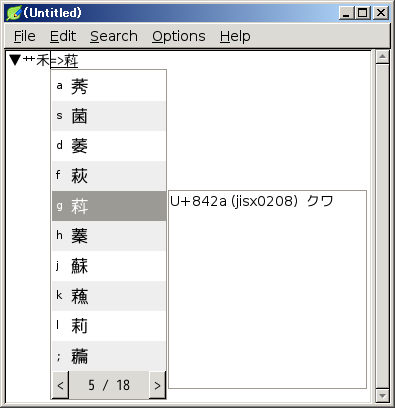 (Untitled)
File Edit Search Options Help
▼艹禾=>萪
a 莠
s 菌
d 萎
f 萩
g 萪
U+842a (jisx0208) クワ
h 蓁
j 蘇
k 蘓
l 莉
; 藊
< 5 / 18 >